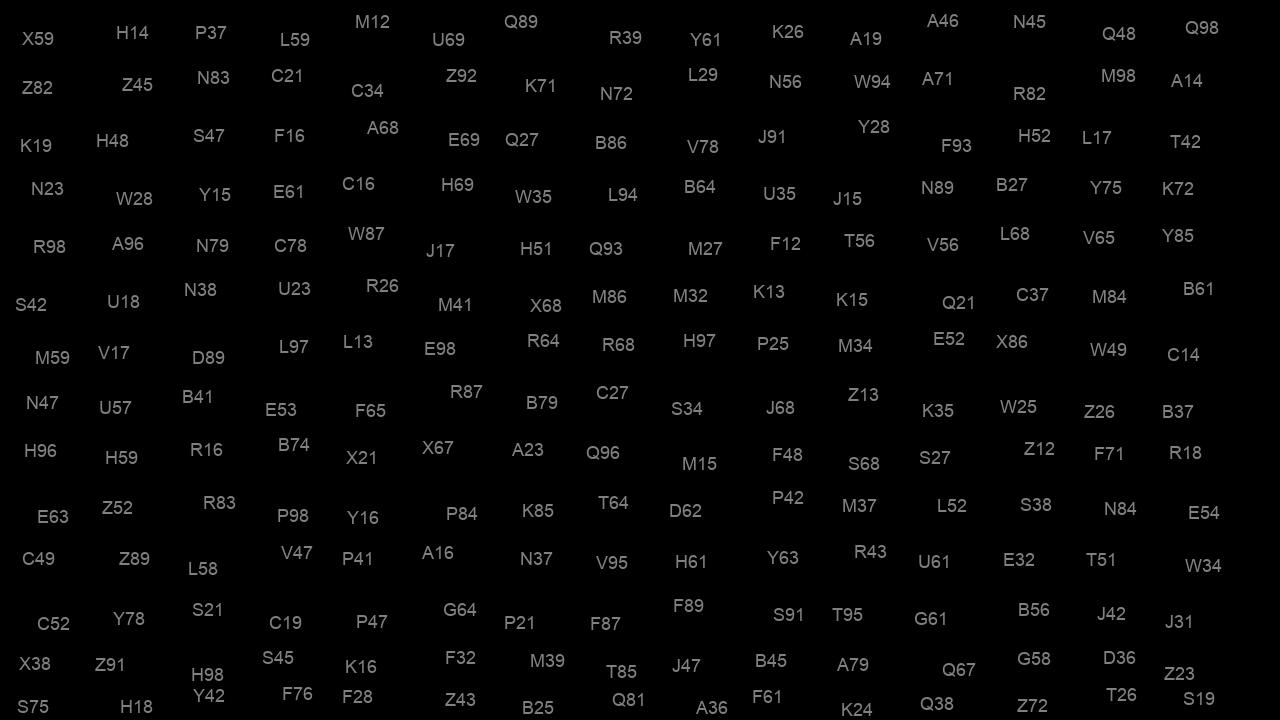 X59 H14 P37 L59 M12 U69 Q89 R39 Y61 K26 A19 A46 N45 Q48 Q98
Z82 Z45 N83 C21 C34 Z92 K71 N72 L29 N56 W94 A71 R82 M98 A14
K19 H48 S47 F16 A68 E69 Q27 B86 V78 J91 Y28 F93 H52 L17 T42
N23 W28 Y15 E61 C16 H69 W35 L94 B64 U35 J15 N89 B27 Y75 K72
R98 A96 N79 C78 W87 J17 H51 Q93 M27 F12 T56 V56 L68 V65 Y85
S42 U18 N38 U23 R26 M41 X68 M86 M32 K13 K15 Q21 C37 M84 B61
M59 V17 D89 L97 L13 E98 R64 R68 H97 P25 M34 E52 X86 W49 C14
N47 U57 B41 E53 F65 R87 B79 C27 S34 J68 Z13 K35 W25 Z26 B37
H96 H59 R16 B74 X21 X67 A23 Q96 M15 F48 S68 S27 Z12 F71 R18
E63 Z52 R83 P98 Y16 P84 K85 T64 D62 P42 M37 L52 S38 N84 E54
C49 Z89 L58 V47 P41 A16 N37 V95 H61 Y63 R43 U61 E32 T51 W34
C52 Y78 S21 C19 P47 G64 P21 F87 F89 S91 T95 G61 B56 J42 J31
X38 Z91 H98 S45 K16 F32 M39 T85 J47 B45 A79 Q67 G58 D36 Z23
S75 H18 Y42 F76 F28 Z43 B25 Q81 A36 F61 K24 Q38 Z72 T26 S19